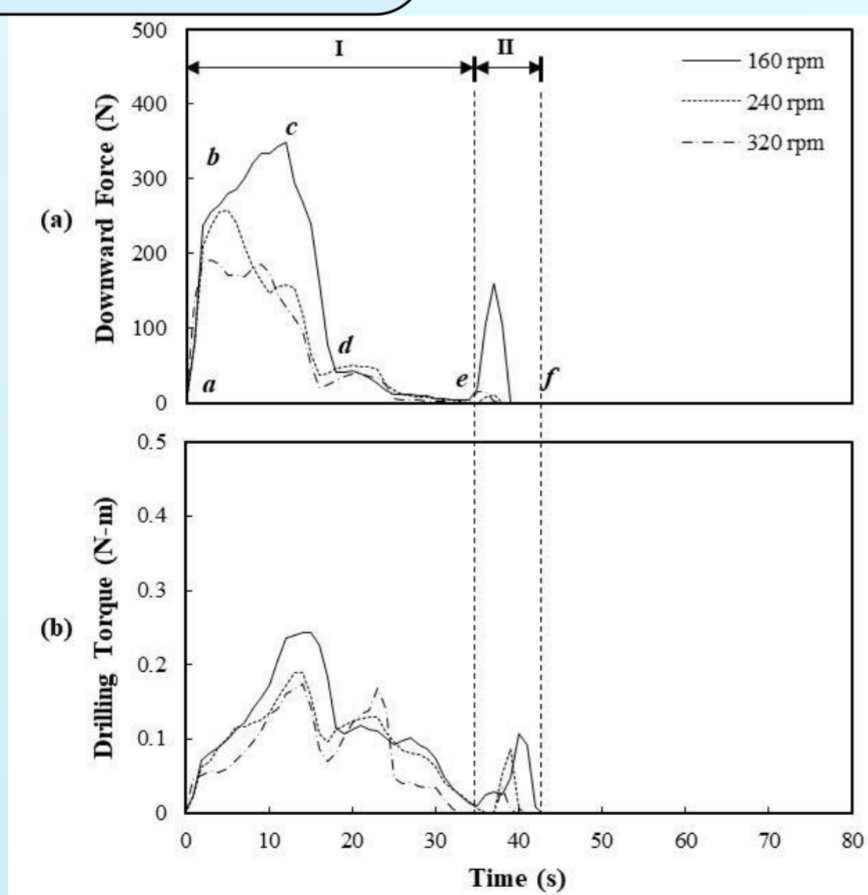 500
I
II
160 rpm
240 rpm
320 rpm
400
300
200
100
0
Downward Force (N)
(a)
a
b
c
d
e
f
0.5
0.4
0.3
0.2
0.1
0
Drilling Torque (N-m)
(b)
0 10 20 30 40 50 60 70 80
Time (s)